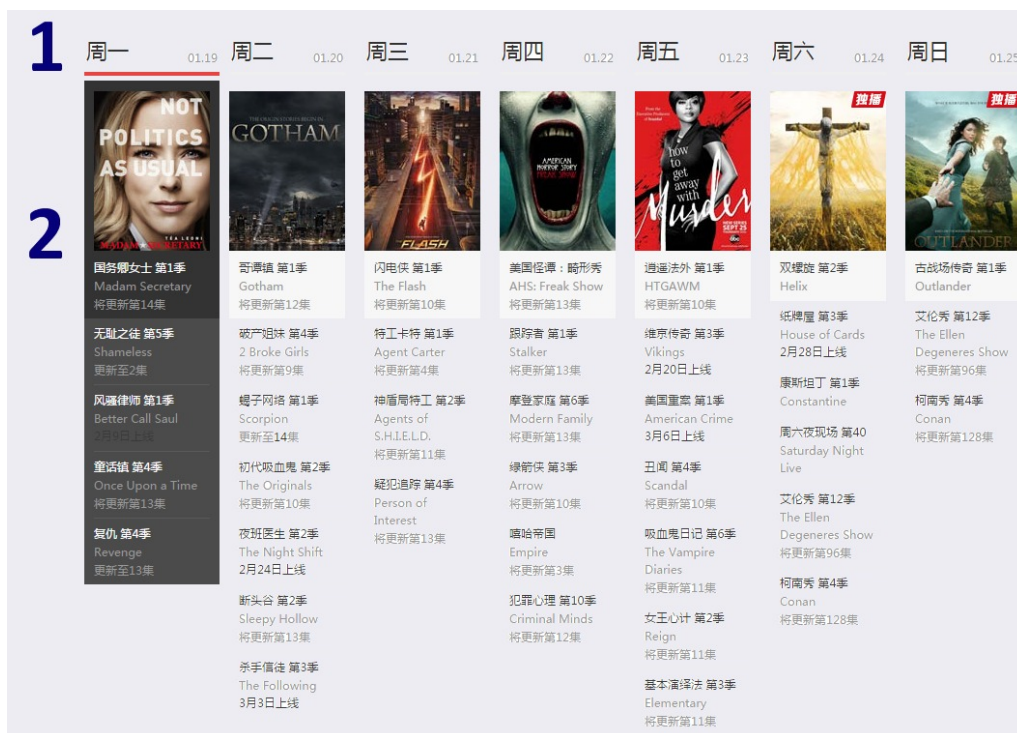 1
周一 01.19
周二 01.20
周三 01.21
周四 01.22
周五 01.23
周六 01.24
周日 01.25
2
NOT
POLITICS
AS USUAL
TÉA LEONI
MADAM SECRETARY
国务卿女士 第1季
Madam Secretary
将更新第14集
无耻之徒 第5季
Shameless
更新至2集
风骚律师 第1季
Better Call Saul
2月9日上线
童话镇 第4季
Once Upon a Time
将更新第13集
复仇 第4季
Revenge
更新至13集
GOTHAM
哥谭镇 第1季
Gotham
将更新第12集
破产姐妹 第4季
2 Broke Girls
将更新第9集
蝎子网络 第1季
Scorpion
更新至14集
初代吸血鬼 第2季
The Originals
将更新第10集
夜班医生 第2季
The Night Shift
2月24日上线
断头谷 第2季
Sleepy Hollow
将更新第13集
杀手信徒 第3季
The Following
3月3日上线
FLASH
闪电侠 第1季
The Flash
将更新第10集
特工卡特 第1季
Agent Carter
将更新第4集
神盾局特工 第2季
Agents of
S.H.I.E.L.D.
将更新第11集
疑犯追踪 第4季
Person of
Interest
将更新第13集
AMERICAN
HORROR STORY
FREAK SHOW
美国怪谭：畸形秀
AHS: Freak Show
将更新第13集
跟踪者 第1季
Stalker
将更新第13集
摩登家庭 第6季
Modern Family
将更新第13集
绿箭侠 第3季
Arrow
将更新第10集
嘻哈帝国
Empire
将更新第3集
犯罪心理 第10季
Criminal Minds
将更新第12集
how
to
get
away
with
Murder
SEPT 25
abc
逍遥法外 第1季
HTGAWM
将更新第10集
维京传奇 第3季
Vikings
2月20日上线
美国重案 第1季
American Crime
3月6日上线
丑闻 第4季
Scandal
将更新第10集
吸血鬼日记 第6季
The Vampire
Diaries
将更新第11集
女王心计 第2季
Reign
将更新第11集
基本演绎法 第3季
Elementary
将更新第11集
独播
双螺旋 第2季
Helix
纸牌屋 第3季
House of Cards
2月28日上线
康斯坦丁 第1季
Constantine
周六夜现场 第40
Saturday Night
Live
艾伦秀 第12季
The Ellen
Degeneres Show
将更新第96集
柯南秀 第4季
Conan
将更新第128集
独播
OUTLANDER
古战场传奇 第1季
Outlander
艾伦秀 第12季
The Ellen
Degeneres Show
将更新第96集
柯南秀 第4季
Conan
将更新第128集